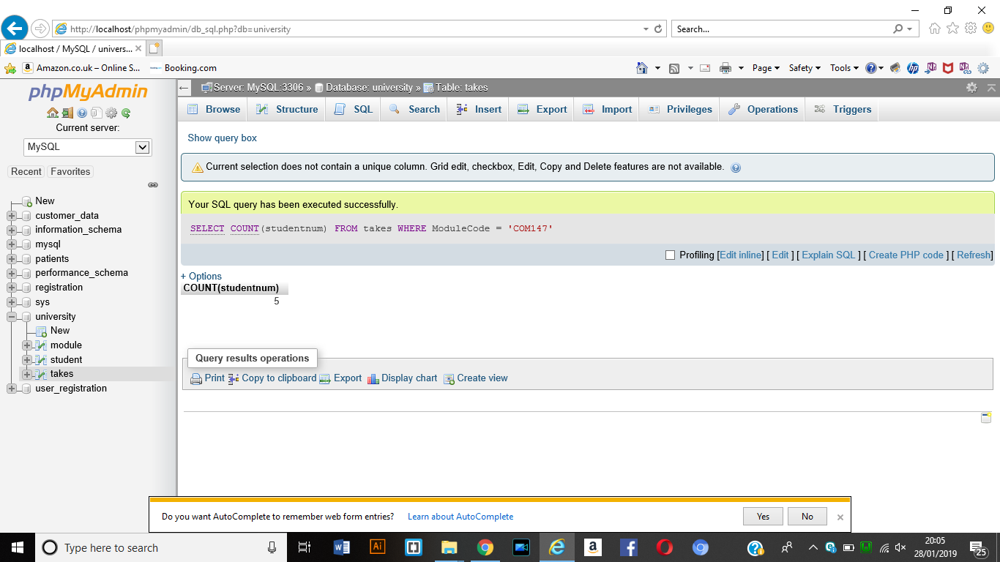 http://localhost/phpmyadmin/db_sql.php?db=university
Search...
localhost / MySQL / univers...
Amazon.co.uk – Online S...
Booking.com
Page
Safety
Tools
phpMyAdmin
Current server:
MySQL
Recent
Favorites
New
customer_data
information_schema
mysql
patients
performance_schema
registration
sys
university
New
module
student
takes
user_registration
Server: MySQL:3306 » Database: university » Table: takes
Browse
Structure
SQL
Search
Insert
Export
Import
Privileges
Operations
Triggers
Show query box
Current selection does not contain a unique column. Grid edit, checkbox, Edit, Copy and Delete features are not available.
Your SQL query has been executed successfully.
SELECT COUNT(studentnum) FROM takes WHERE ModuleCode = 'COM147'
Profiling [Edit inline] [ Edit ] [ Explain SQL ] [ Create PHP code ] [ Refresh]
+ Options
COUNT(studentnum)
5
Query results operations
Print
Copy to clipboard
Export
Display chart
Create view
Do you want AutoComplete to remember web form entries?
Learn about AutoComplete
Yes
No
Type here to search
20:05
28/01/2019
25